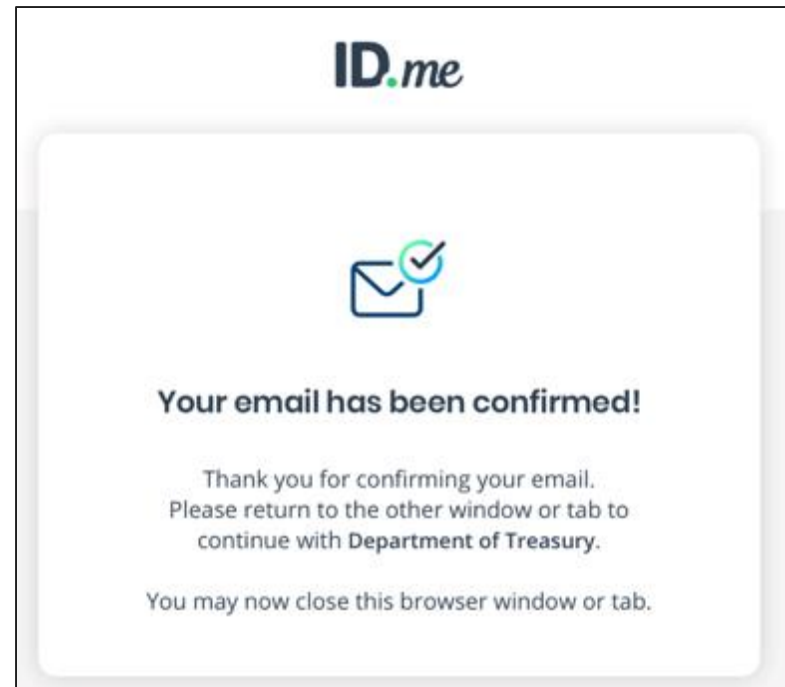 ID.me
Your email has been confirmed!
Thank you for confirming your email.
Please return to the other window or tab to
continue with Department of Treasury.
You may now close this browser window or tab.